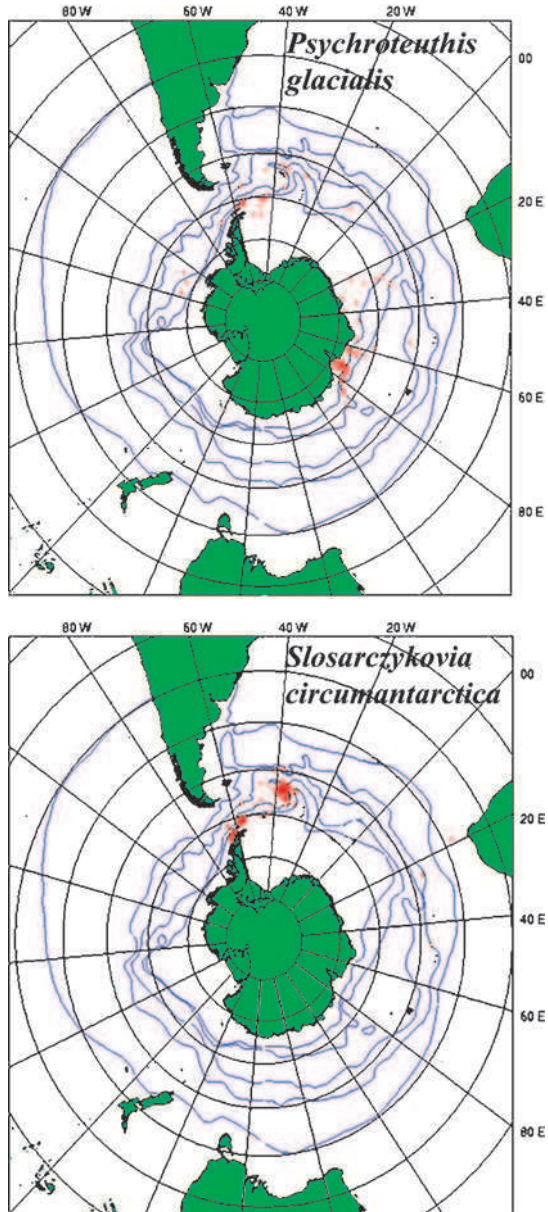 80 W 60 W 40 W 20 W
Psychroteuthis
glacialis
00
20 E
40 E
60 E
80 E
80 W 60 W 40 W 20 W
Slosarczykovia
circumantarctica
00
20 E
40 E
60 E
80 E